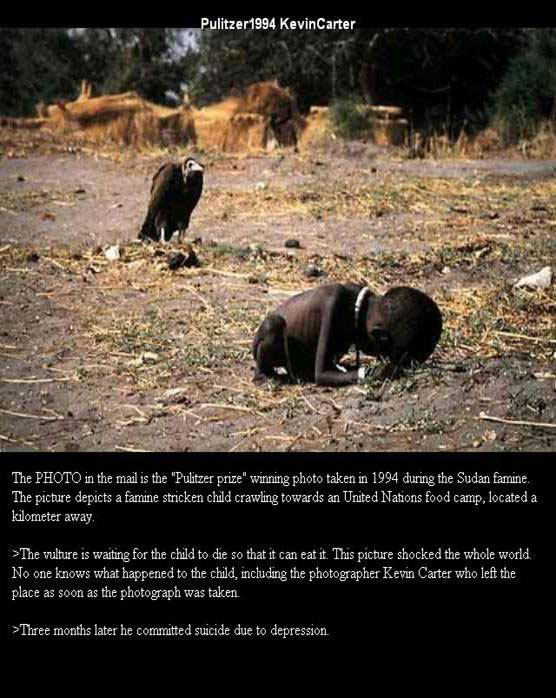 Pulitzer1994 KevinCarter
The PHOTO in the mail is the "Pulitzer prize" winning photo taken in 1994 during the Sudan famine.
The picture depicts a famine stricken child crawling towards an United Nations food camp, located a
kilometer away.
>The vulture is waiting for the child to die so that it can eat it. This picture shocked the whole world.
No one knows what happened to the child, including the photographer Kevin Carter who left the
place as soon as the photograph was taken.
>Three months later he committed suicide due to depression.